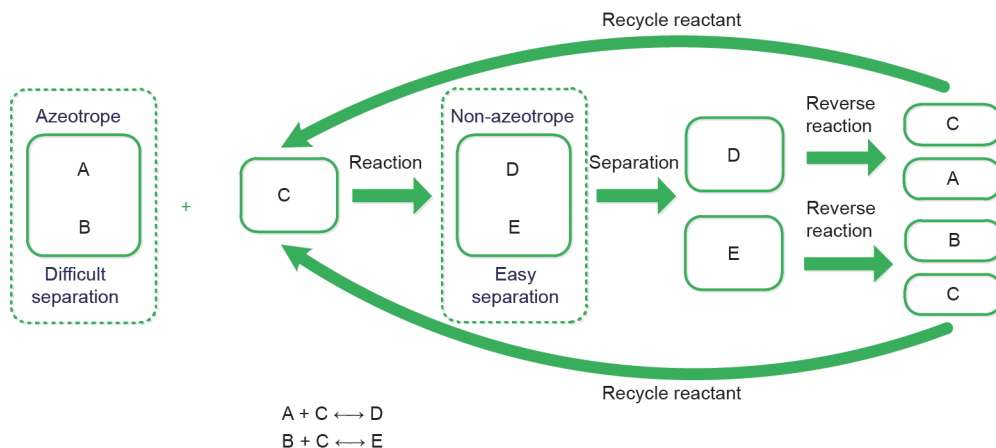 Recycle reactant
Azeotrope
A
B
Difficult
separation
+
C
Reaction
Non-azeotrope
D
E
Easy
separation
Separation
D
E
Reverse
reaction
Reverse
reaction
C
A
B
C
Recycle reactant
A + C ⟷ D
B + C ⟷ E